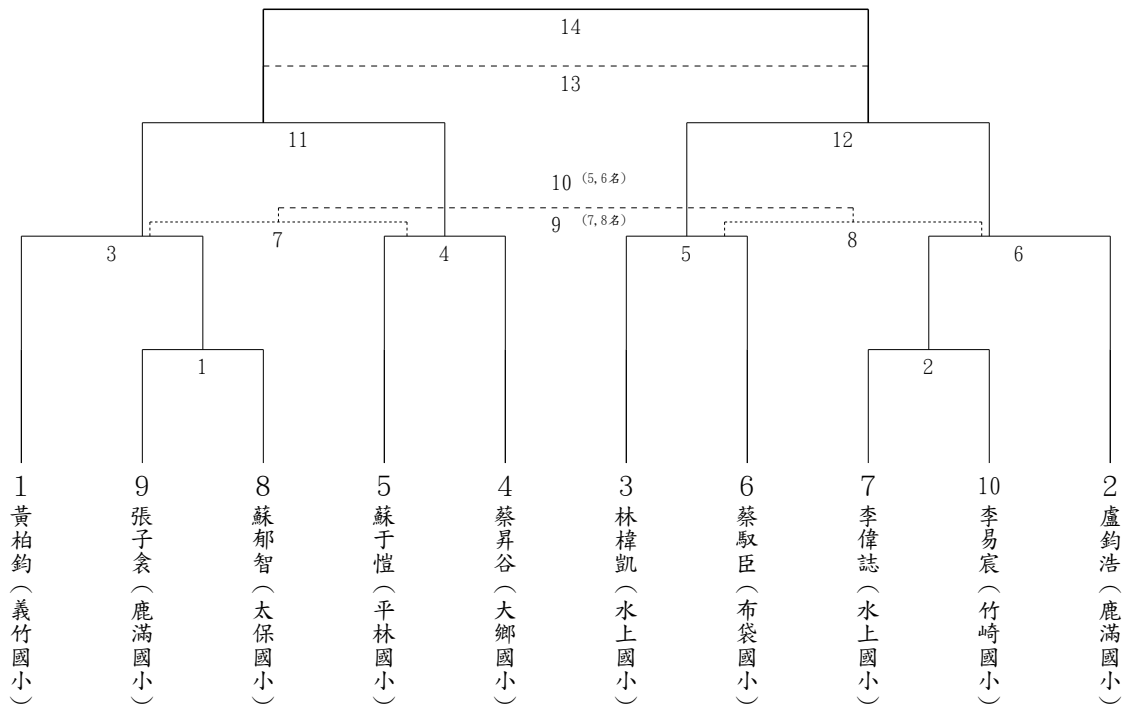 14
13
11
12
10 (5,6名)
9 (7,8名)
7
8
3
4
5
6
1
2
1 黃柏鈞（義竹國小）
9 張子衾（鹿滿國小）
8 蘇郁智（太保國小）
5 蘇于愷（平林國小）
4 蔡昇谷（大鄉國小）
3 林椲凱（水上國小）
6 蔡馭臣（布袋國小）
7 李偉誌（水上國小）
10 李易宸（竹崎國小）
2 盧鈞浩（鹿滿國小）